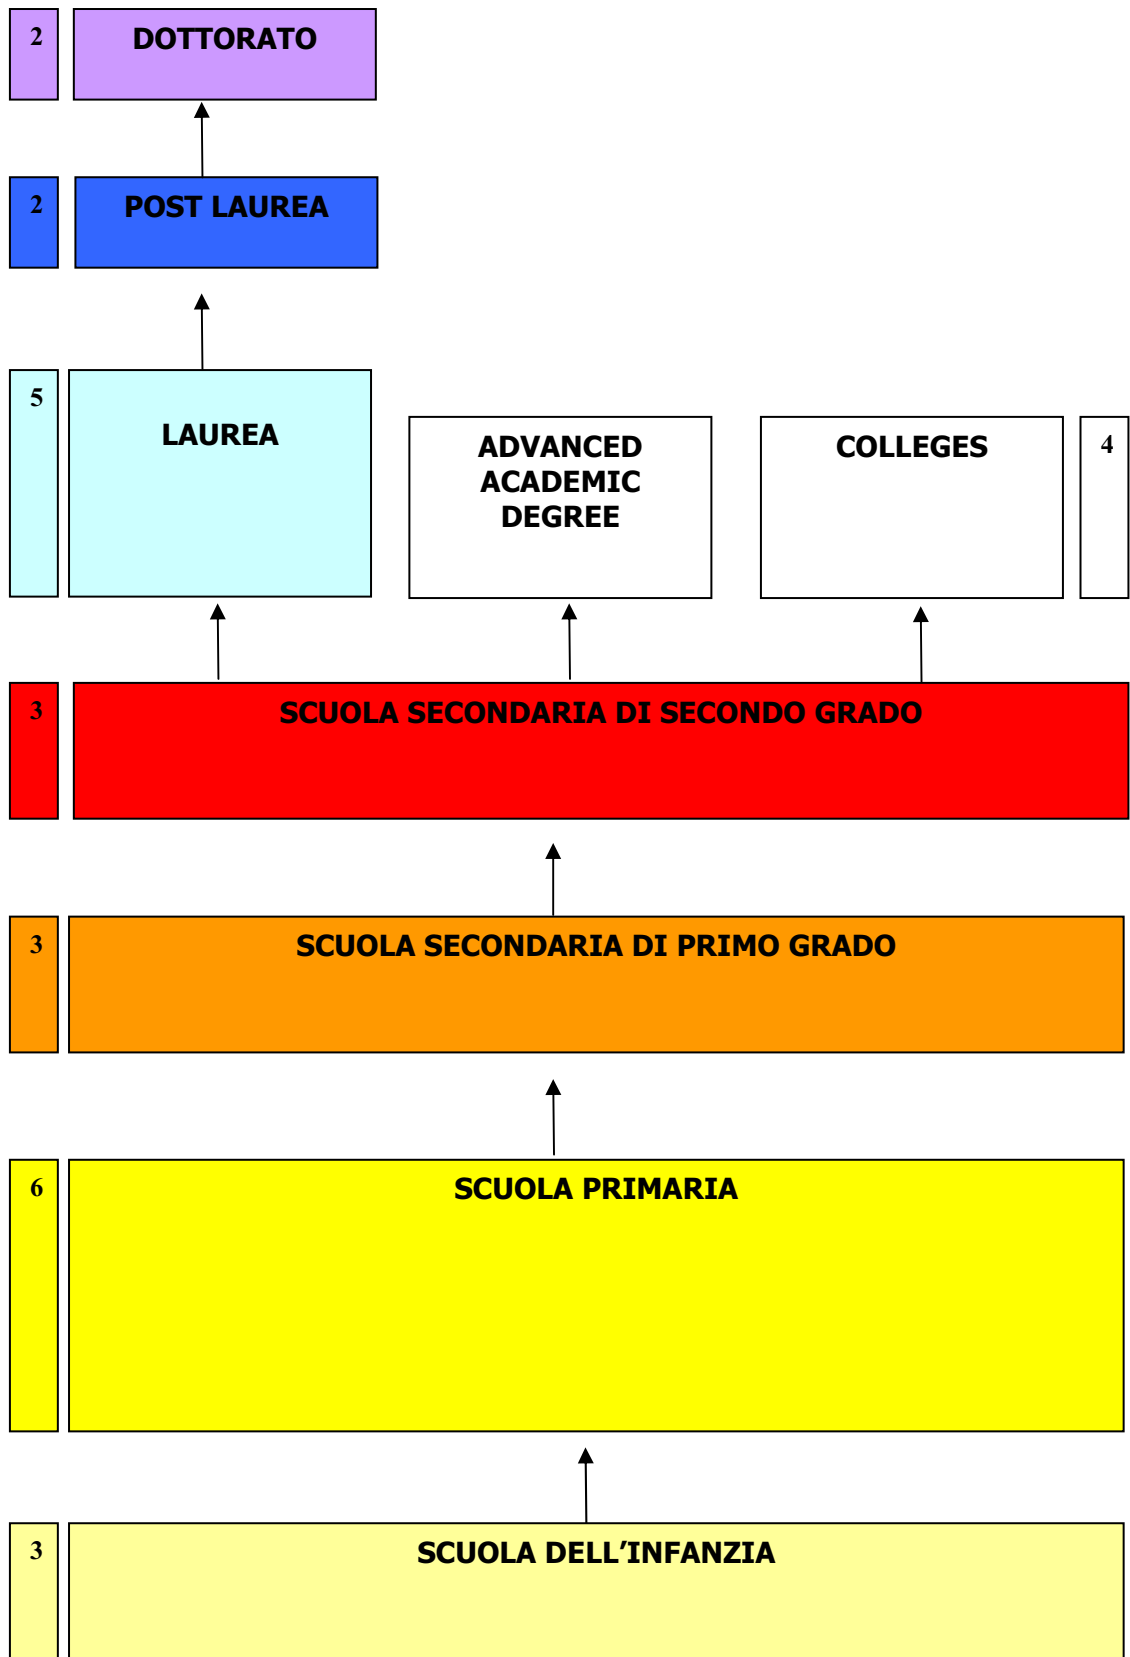 2
DOTTORATO
2
POST LAUREA
5
LAUREA
ADVANCED
ACADEMIC
DEGREE
COLLEGES
4
3
SCUOLA SECONDARIA DI SECONDO GRADO
3
SCUOLA SECONDARIA DI PRIMO GRADO
6
SCUOLA PRIMARIA
3
SCUOLA DELL’INFANZIA